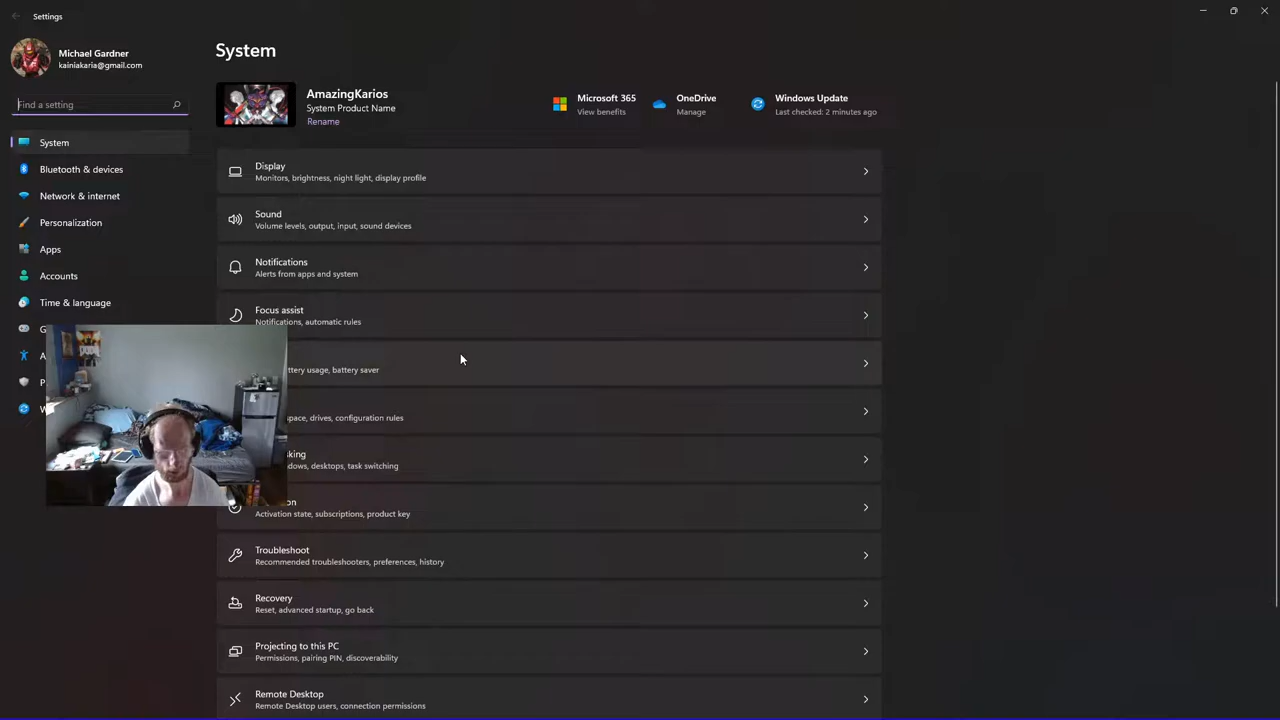 Settings
Michael Gardner
kainiakaria@gmail.com
Find a setting
System
Bluetooth & devices
Network & internet
Personalization
Apps
Accounts
Time & language
System
AmazingKarios
System Product Name
Rename
Microsoft 365
View benefits
OneDrive
Manage
Windows Update
Last checked: 2 minutes ago
Display
Monitors, brightness, night light, display profile
Sound
Volume levels, output, input, sound devices
Notifications
Alerts from apps and system
Focus assist
Notifications, automatic rules
usage, battery saver
drives, configuration rules
desktops, task switching
Activation state, subscriptions, product key
Troubleshoot
Recommended troubleshooters, preferences, history
Recovery
Reset, advanced startup, go back
Projecting to this PC
Permissions, pairing PIN, discoverability
Remote Desktop
Remote Desktop users, connection permissions